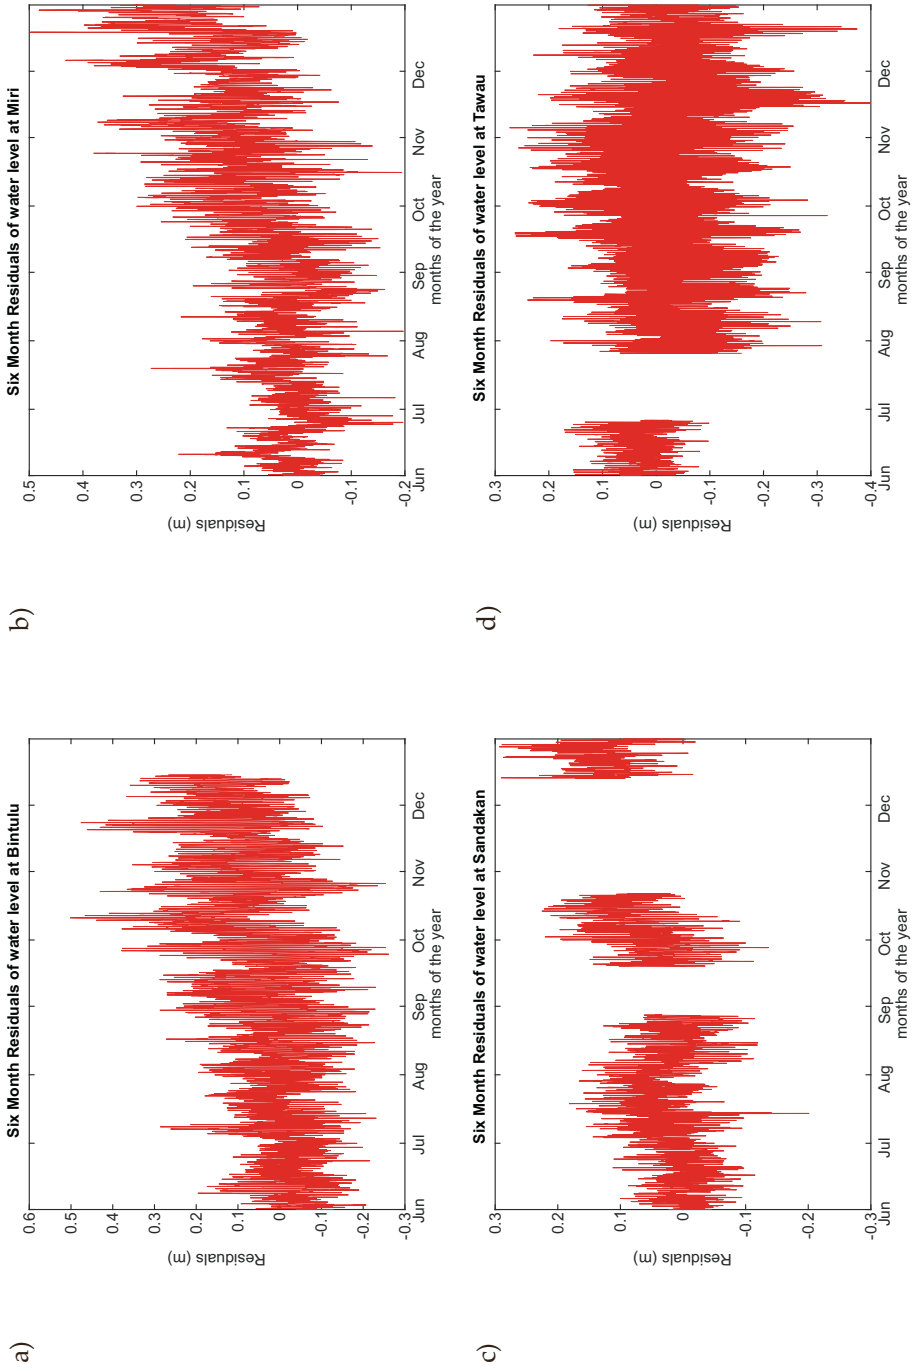 a)
Six Month Residuals of water level at Bintulu
Residuals (m)
0.6
0.5
0.4
0.3
0.2
0.1
0
-0.1
-0.2
-0.3
Jun Jul Aug Sep Oct Nov Dec
months of the year
b)
Six Month Residuals of water level at Miri
Residuals (m)
0.5
0.4
0.3
0.2
0.1
0
-0.1
-0.2
Jun Jul Aug Sep Oct Nov Dec
months of the year
c)
Six Month Residuals of water level at Sandakan
Residuals (m)
0.3
0.2
0.1
0
-0.1
-0.2
-0.3
Jun Jul Aug Sep Oct Nov Dec
months of the year
d)
Six Month Residuals of water level at Tawau
Residuals (m)
0.3
0.2
0.1
0
-0.1
-0.2
-0.3
-0.4
Jun Jul Aug Sep Oct Nov Dec
months of the year